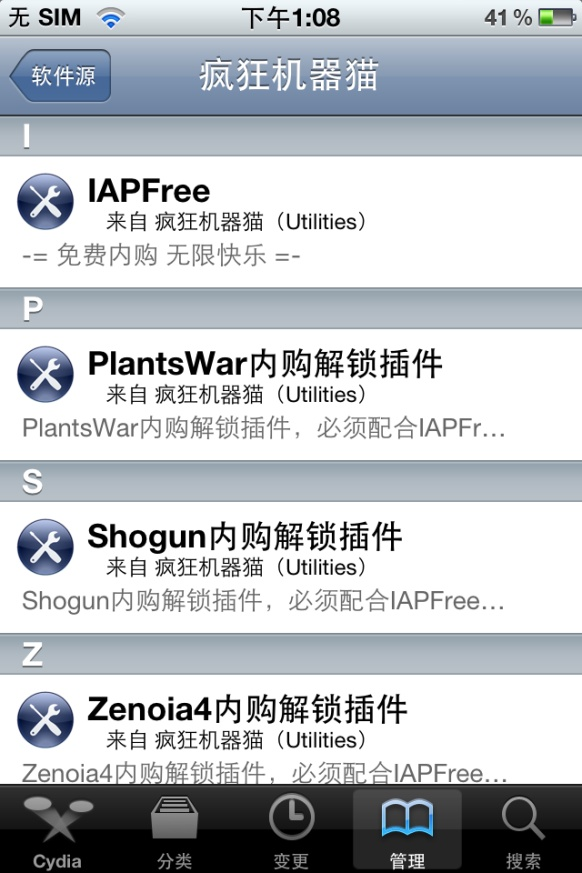 无 SIM 下午1:08 41%
软件源 疯狂机器猫
I
IAPFree
来自 疯狂机器猫（Utilities）
-= 免费内购 无限快乐 =-
P
PlantsWar内购解锁插件
来自 疯狂机器猫（Utilities）
PlantsWar内购解锁插件，必须配合IAPFr…
S
Shogun内购解锁插件
来自 疯狂机器猫（Utilities）
Shogun内购解锁插件，必须配合IAPFree…
Z
Zenoia4内购解锁插件
来自 疯狂机器猫（Utilities）
Zenoia4内购解锁插件，必须配合IAPFree…
Cydia 分类 变更 管理 搜索